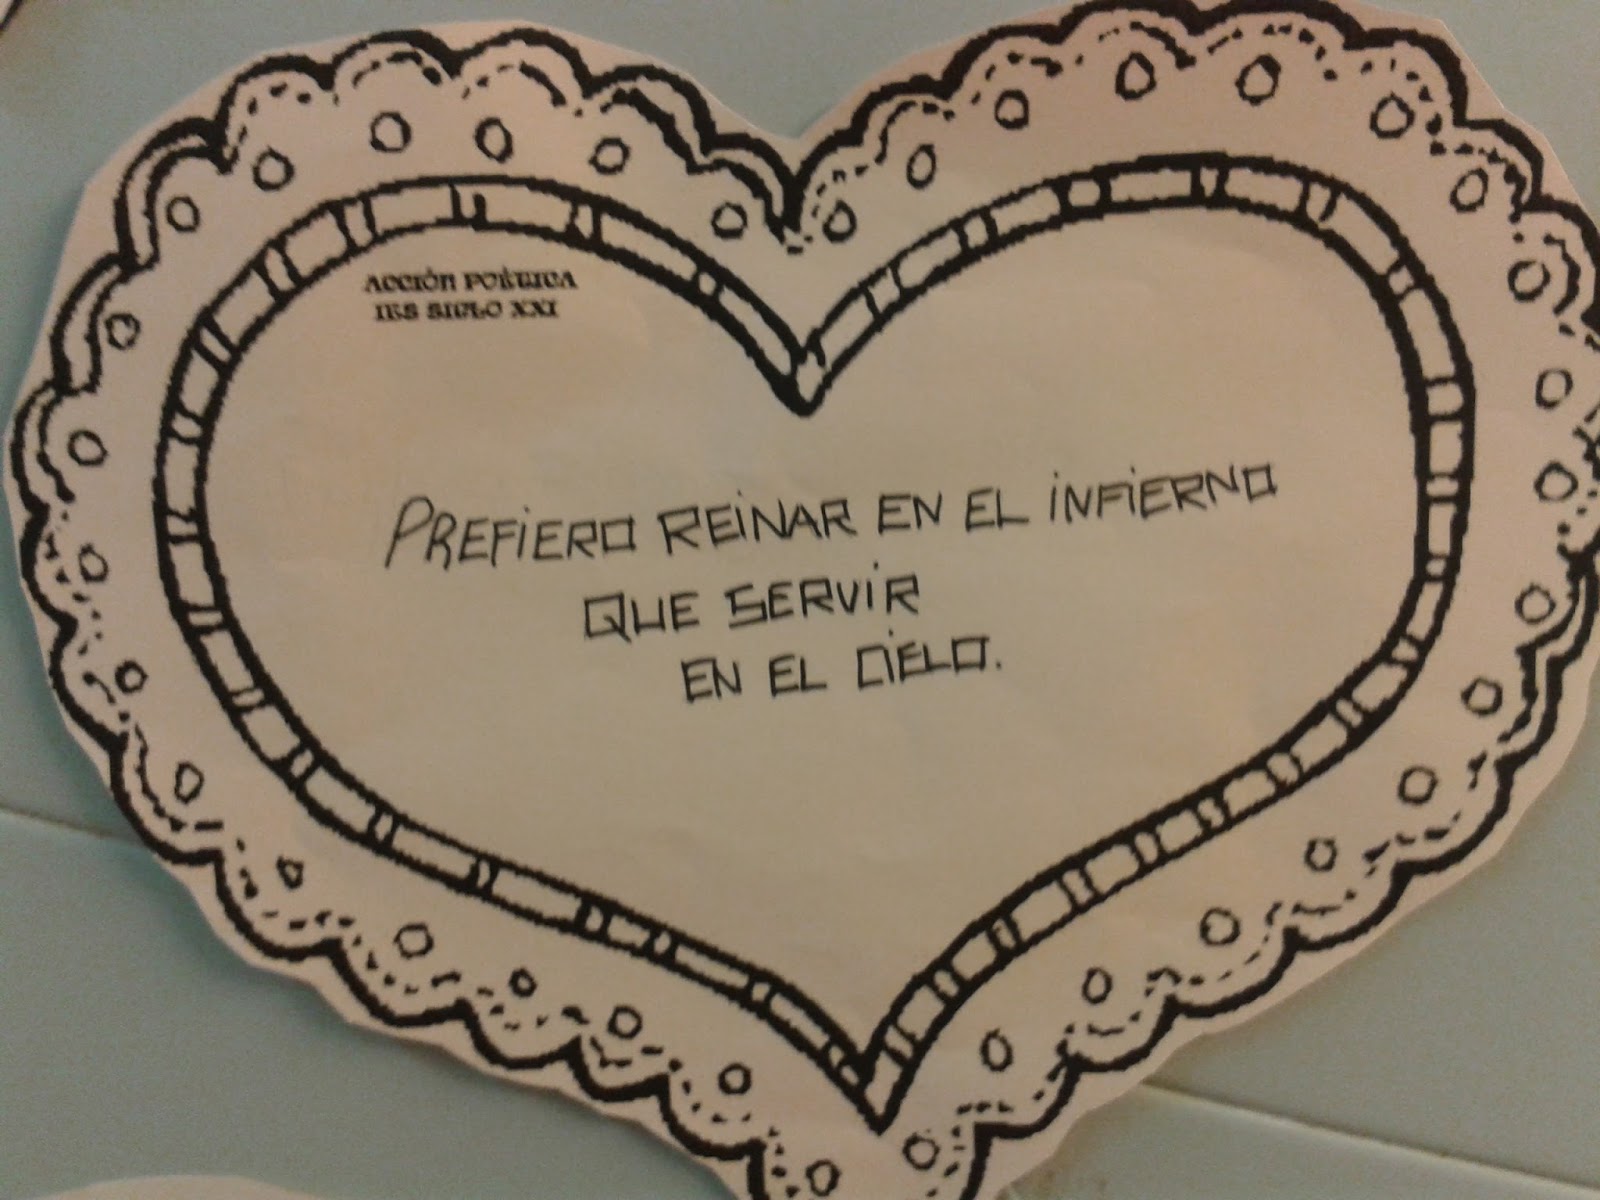 ACCIÓN POÉTICA
IES SIGLO XXI
PREFIERO REINAR EN EL INFIERNO
QUE SERVIR
EN EL CIELO.